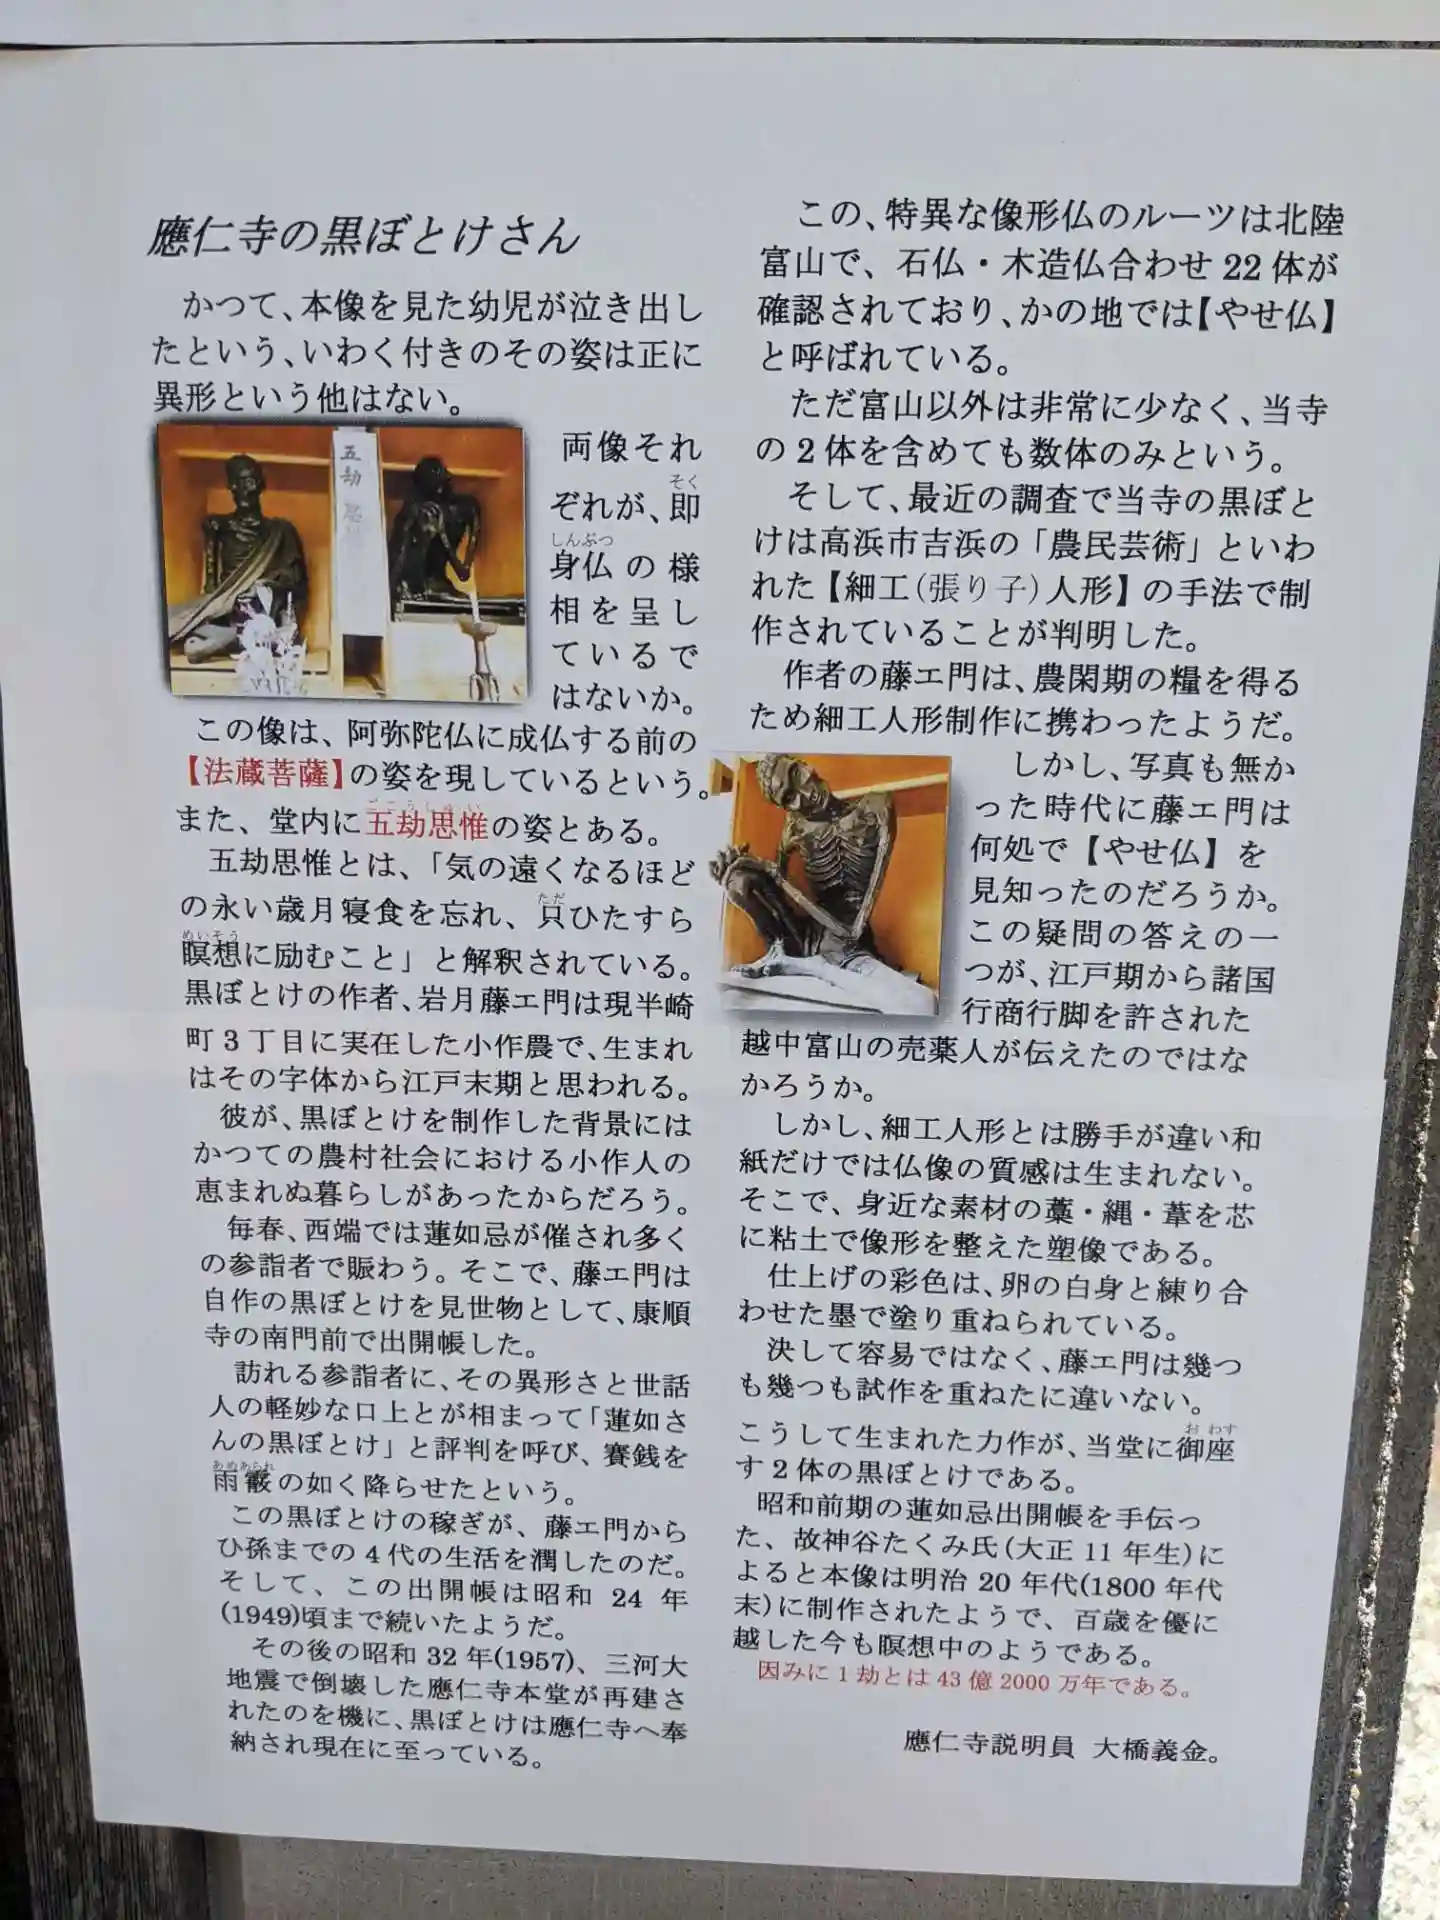 應仁寺の黒ぼとけさん
かつて、本像を見た幼児が泣き出し
たという、いわく付きのその姿は正に
異形という他はない。
五劫
両像それ
ぞれが、即
そく
しんぶつ
身仏の様
相を呈し
ているで
はないか。
この像は、阿弥陀仏に成仏する前の
【法蔵菩薩】の姿を現しているという。
ごこうしゆい
また、堂内に五劫思惟の姿とある。
五劫思惟とは、「気の遠くなるほど
ただ
の永い歳月寝食を忘れ、只ひたすら
めいそう
瞑想に励むこと」と解釈されている。
黒ぼとけの作者、岩月藤エ門は現半崎
町3丁目に実在した小作農で、生まれ
はその字体から江戸末期と思われる。
彼が、黒ぼとけを制作した背景には
かつての農村社会における小作人の
恵まれぬ暮らしがあったからだろう。
毎春、西端では蓮如忌が催され多く
の参詣者で賑わう。そこで、藤エ門は
自作の黒ぼとけを見世物として、康順
寺の南門前で出開帳した。
訪れる参詣者に、その異形さと世話
人の軽妙な口上とが相まって「蓮如さ
んの黒ぼとけ」と評判を呼び、賽銭を
あめあられ
雨霰の如く降らせたという。
この黒ぼとけの稼ぎが、藤エ門から
ひ孫までの4代の生活を潤したのだ。
そして、この出開帳は昭和 24 年
(1949)頃まで続いたようだ。
その後の昭和 32 年(1957)、三河大
地震で倒壊した應仁寺本堂が再建さ
れたのを機に、黒ぼとけは應仁寺へ奉
納され現在に至っている。
この、特異な像形仏のルーツは北陸
富山で、石仏・木造仏合わせ 22 体が
確認されており、かの地では【やせ仏】
と呼ばれている。
ただ富山以外は非常に少なく、当寺
の2体を含めても数体のみという。
そして、最近の調査で当寺の黒ぼと
けは高浜市吉浜の「農民芸術」といわ
れた【細工(張り子)人形】の手法で制
作されていることが判明した。
作者の藤エ門は、農閑期の糧を得る
ため細工人形制作に携わったようだ。
しかし、写真も無か
った時代に藤エ門は
何処で【やせ仏】を
見知ったのだろうか。
この疑問の答えの一
つが、江戸期から諸国
行商行脚を許された
越中富山の売薬人が伝えたのではな
かろうか。
しかし、細工人形とは勝手が違い和
紙だけでは仏像の質感は生まれない。
そこで、身近な素材の藁・縄・葦を芯
に粘土で像形を整えた塑像である。
仕上げの彩色は、卵の白身と練り合
わせた墨で塗り重ねられている。
決して容易ではなく、藤エ門は幾つ
も幾つも試作を重ねたに違いない。
おわす
こうして生まれた力作が、当堂に御座
す2体の黒ぼとけである。
昭和前期の蓮如忌出開帳を手伝っ
た、故神谷たくみ氏(大正 11 年生)に
よると本像は明治 20 年代(1800 年代
末)に制作されたようで、百歳を優に
越した今も瞑想中のようである。
因みに1劫とは 43 億 2000 万年である。
應仁寺説明員 大橋義金。